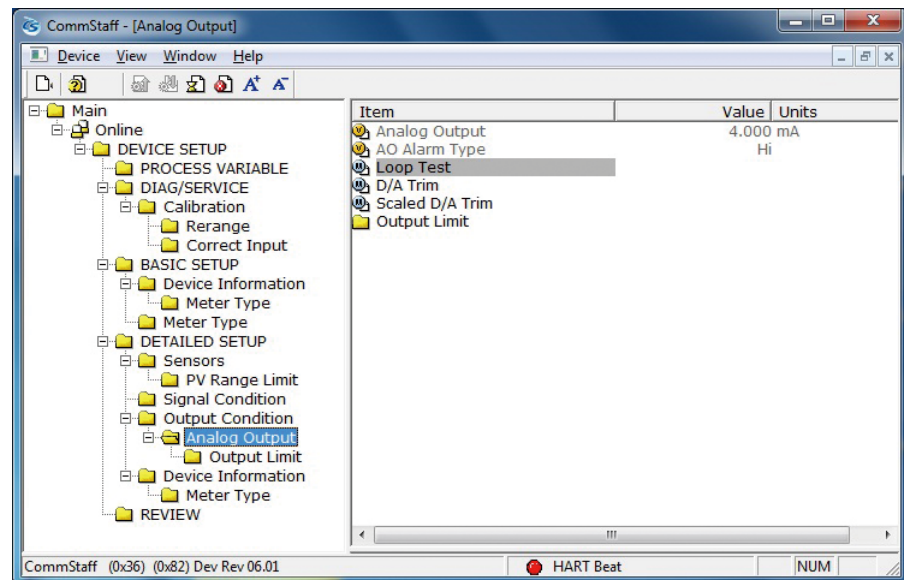 CommStaff - [Analog Output]
Device View Window Help
Main
Online
DEVICE SETUP
PROCESS VARIABLE
DIAG/SERVICE
Calibration
Rerange
Correct Input
BASIC SETUP
Device Information
Meter Type
Meter Type
DETAILED SETUP
Sensors
PV Range Limit
Signal Condition
Output Condition
Analog Output
Output Limit
Device Information
Meter Type
REVIEW
Item Value Units
Analog Output 4.000 mA
AO Alarm Type Hi
Loop Test
D/A Trim
Scaled D/A Trim
Output Limit
CommStaff (0x36) (0x82) Dev Rev 06.01 HART Beat NUM